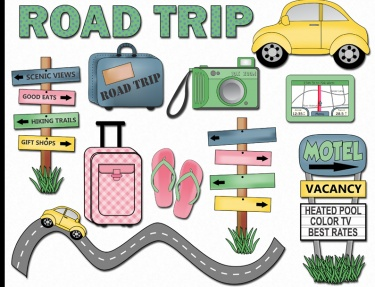 ROAD TRIP
SCENIC VIEWS
GOOD EATS
HIKING TRAILS
GIFT SHOPS
ROAD TRIP
MOTEL
VACANCY
HEATED POOL
COLOR TV
BEST RATES